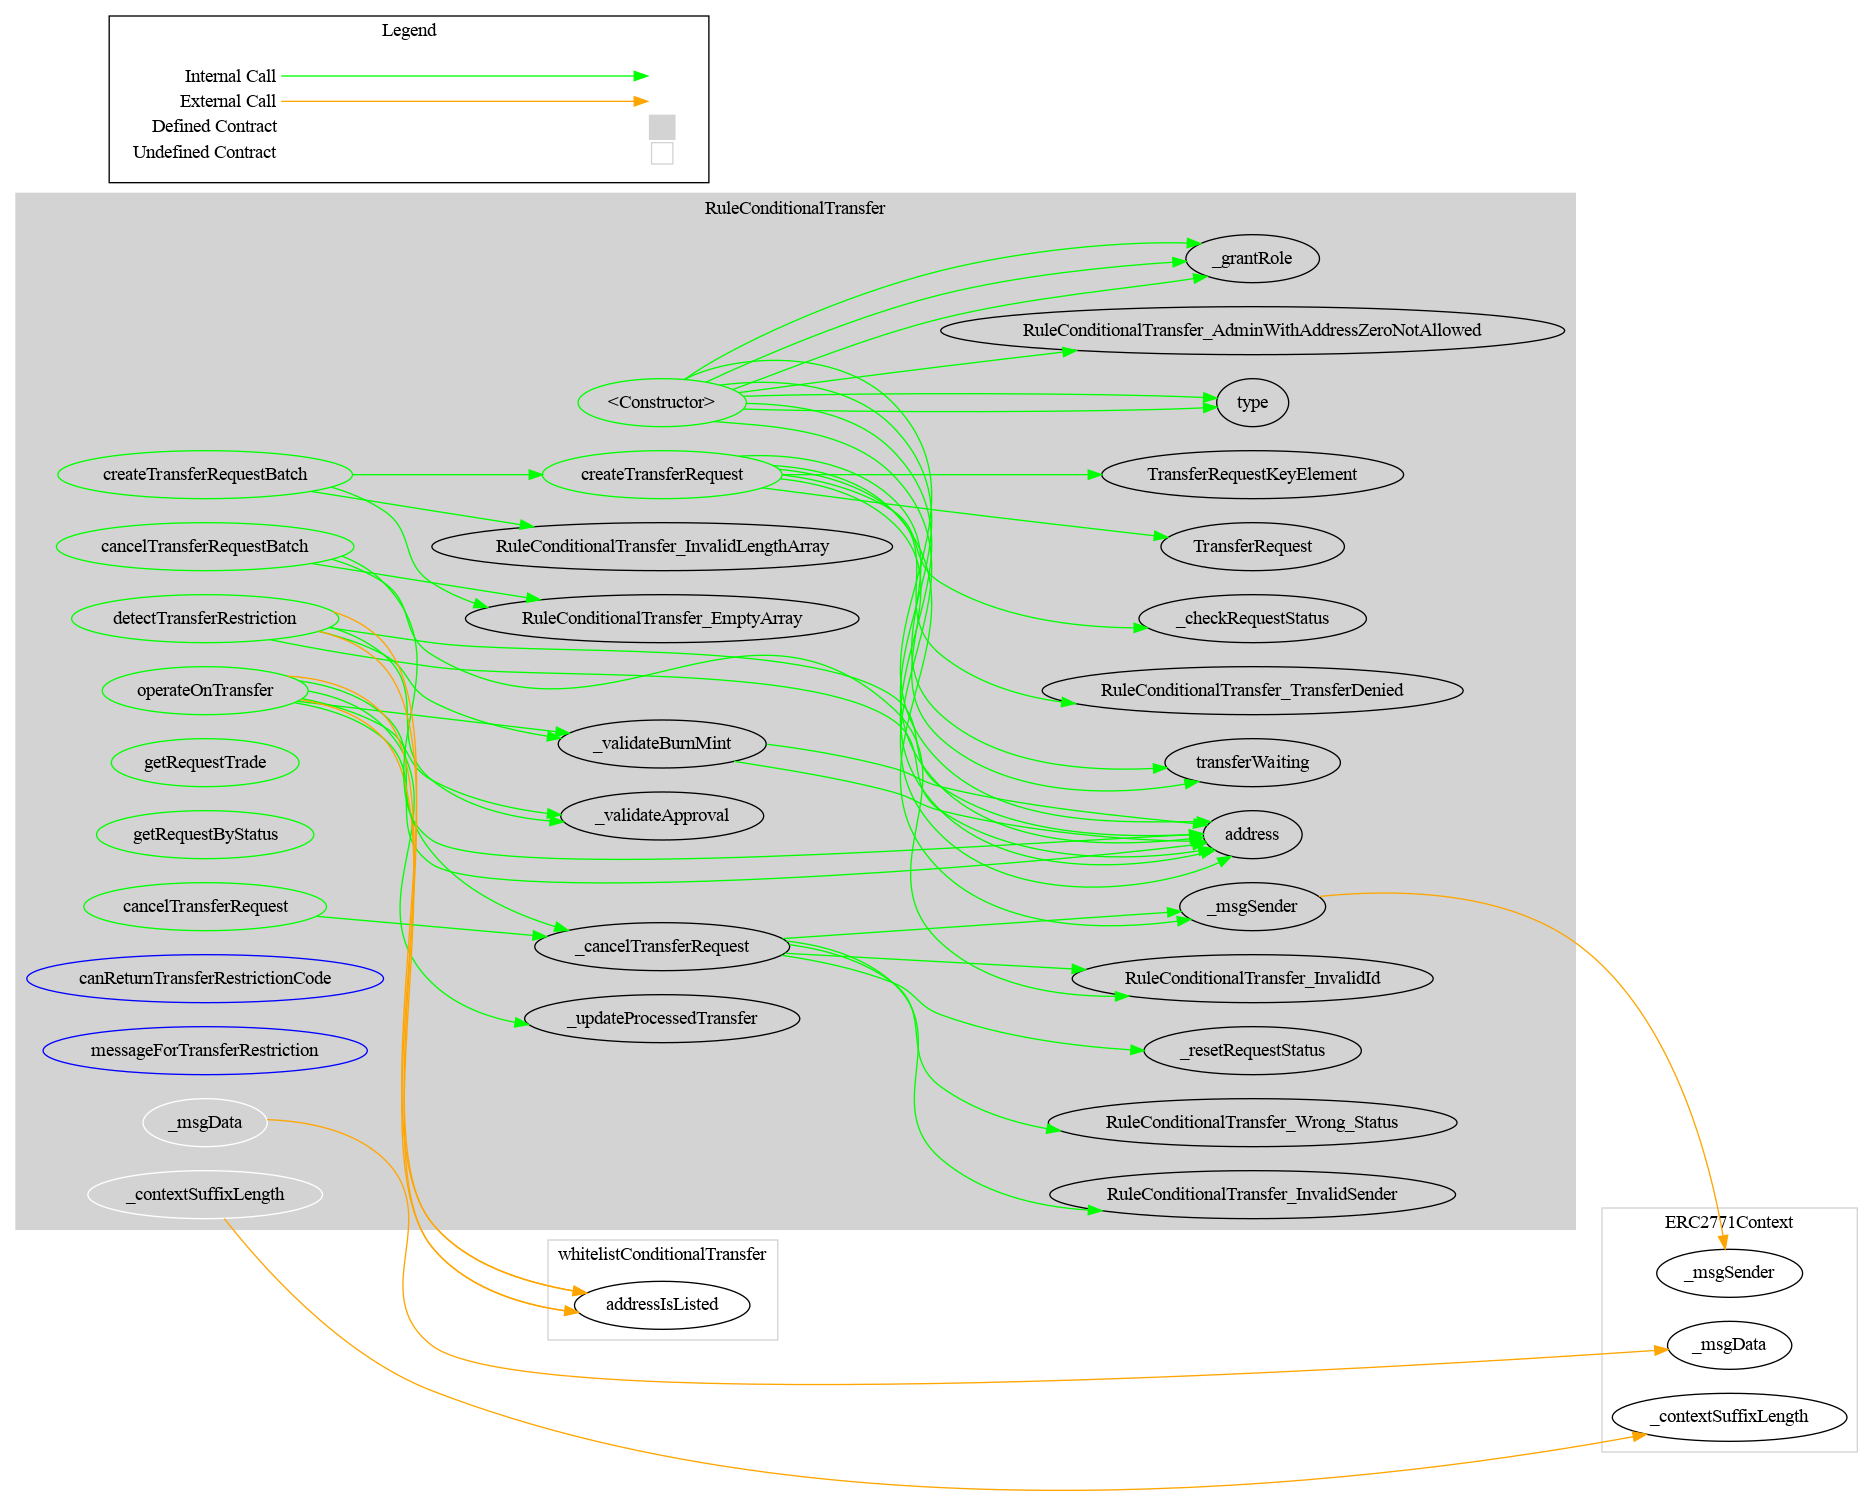 Legend
Internal Call
External Call
Defined Contract
Undefined Contract
RuleConditionalTransfer
_grantRole
RuleConditionalTransfer_AdminWithAddressZeroNotAllowed
<Constructor>
type
createTransferRequestBatch
createTransferRequest
TransferRequestKeyElement
cancelTransferRequestBatch
RuleConditionalTransfer_InvalidLengthArray
TransferRequest
detectTransferRestriction
RuleConditionalTransfer_EmptyArray
_checkRequestStatus
operateOnTransfer
RuleConditionalTransfer_TransferDenied
_validateBurnMint
getRequestTrade
transferWaiting
_validateApproval
getRequestByStatus
address
cancelTransferRequest
_msgSender
_cancelTransferRequest
canReturnTransferRestrictionCode
RuleConditionalTransfer_InvalidId
_updateProcessedTransfer
messageForTransferRestriction
_resetRequestStatus
_msgData
RuleConditionalTransfer_Wrong_Status
_contextSuffixLength
RuleConditionalTransfer_InvalidSender
whitelistConditionalTransfer
addressIsListed
ERC2771Context
_msgSender
_msgData
_contextSuffixLength